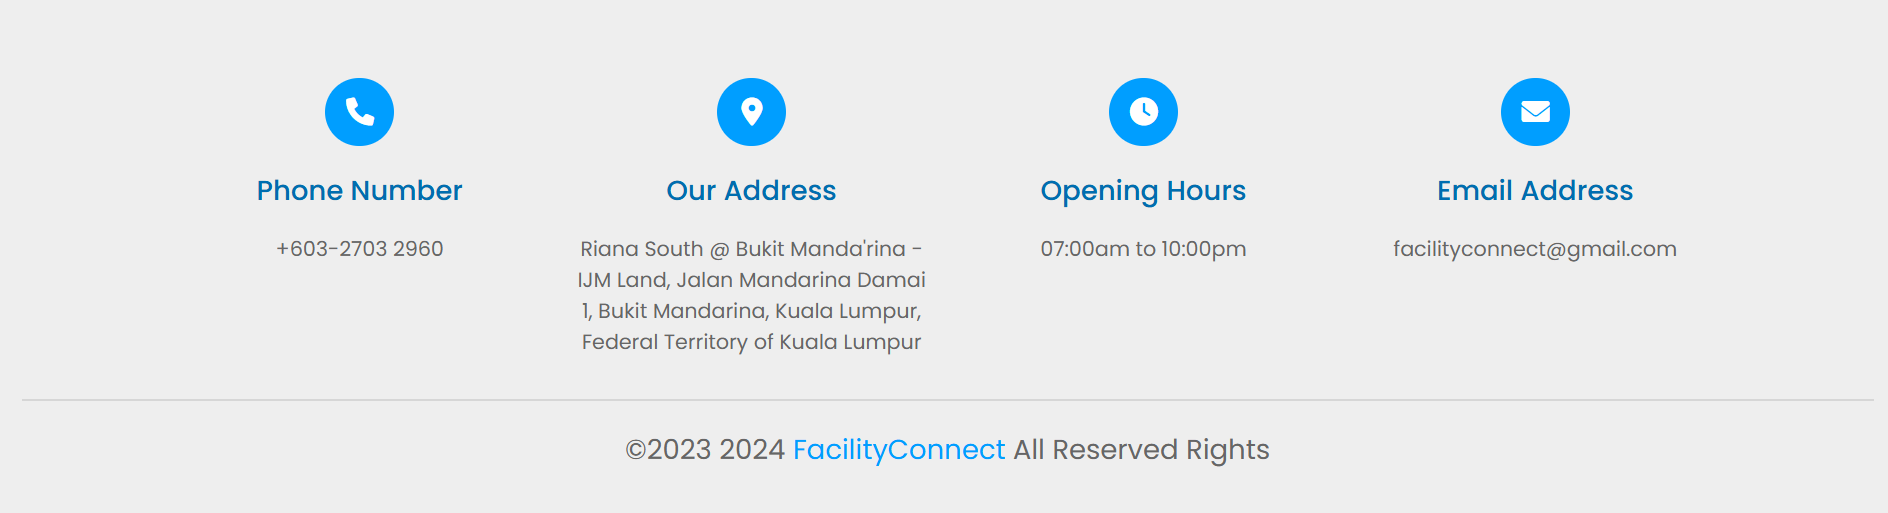 Phone Number
+603-2703 2960
Our Address
Riana South @ Bukit Manda'rina -
IJM Land, Jalan Mandarina Damai
1, Bukit Mandarina, Kuala Lumpur,
Federal Territory of Kuala Lumpur
Opening Hours
07:00am to 10:00pm
Email Address
facilityconnect@gmail.com
©2023 2024 FacilityConnect All Reserved Rights